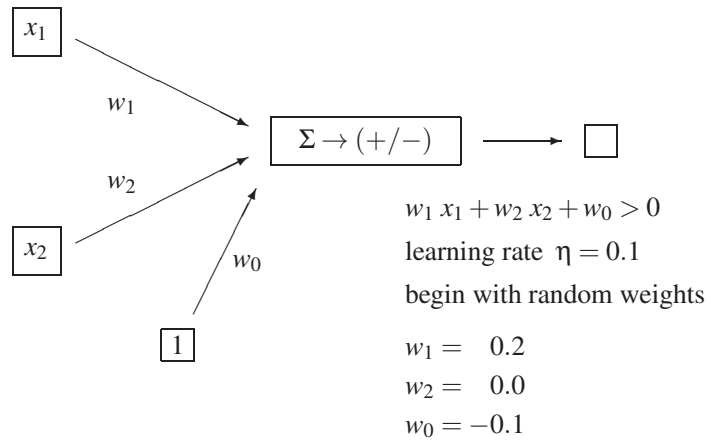 x₁
w₁
Σ → (+/−)
w₂
w₁ x₁ + w₂ x₂ + w₀ > 0
x₂
w₀
learning rate η = 0.1
begin with random weights
1
w₁ = 0.2
w₂ = 0.0
w₀ = −0.1